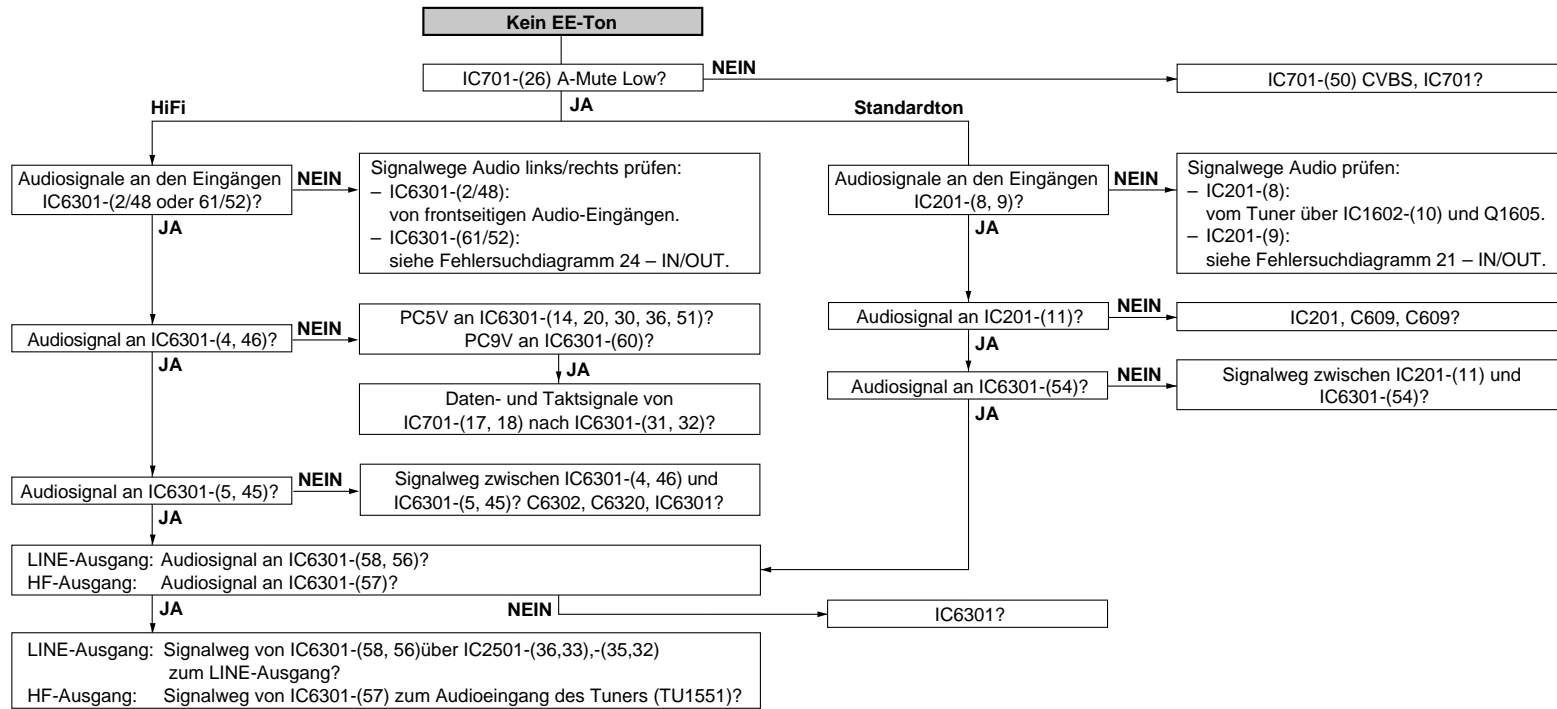 Kein EE-Ton
IC701-(26) A-Mute Low?
NEIN
IC701-(50) CVBS, IC701?
JA
HiFi
Standardton
Audiosignale an den Eingängen
IC6301-(2/48 oder 61/52)?
NEIN
JA
Signalwege Audio links/rechts prüfen:
– IC6301-(2/48):
von frontseitigen Audio-Eingängen.
– IC6301-(61/52):
siehe Fehlersuchdiagramm 24 – IN/OUT.
Audiosignale an den Eingängen
IC201-(8, 9)?
NEIN
JA
Signalwege Audio prüfen:
– IC201-(8):
vom Tuner über IC1602-(10) und Q1605.
– IC201-(9):
siehe Fehlersuchdiagramm 21 – IN/OUT.
Audiosignal an IC6301-(4, 46)?
NEIN
JA
PC5V an IC6301-(14, 20, 30, 36, 51)?
PC9V an IC6301-(60)?
JA
Daten- und Taktsignale von
IC701-(17, 18) nach IC6301-(31, 32)?
Audiosignal an IC201-(11)?
NEIN
JA
IC201, C609, C609?
Audiosignal an IC6301-(54)?
NEIN
JA
Signalweg zwischen IC201-(11) und
IC6301-(54)?
Audiosignal an IC6301-(5, 45)?
NEIN
JA
Signalweg zwischen IC6301-(4, 46) und
IC6301-(5, 45)? C6302, C6320, IC6301?
LINE-Ausgang: Audiosignal an IC6301-(58, 56)?
HF-Ausgang: Audiosignal an IC6301-(57)?
JA
NEIN
IC6301?
LINE-Ausgang: Signalweg von IC6301-(58, 56)über IC2501-(36,33),-(35,32)
zum LINE-Ausgang?
HF-Ausgang: Signalweg von IC6301-(57) zum Audioeingang des Tuners (TU1551)?